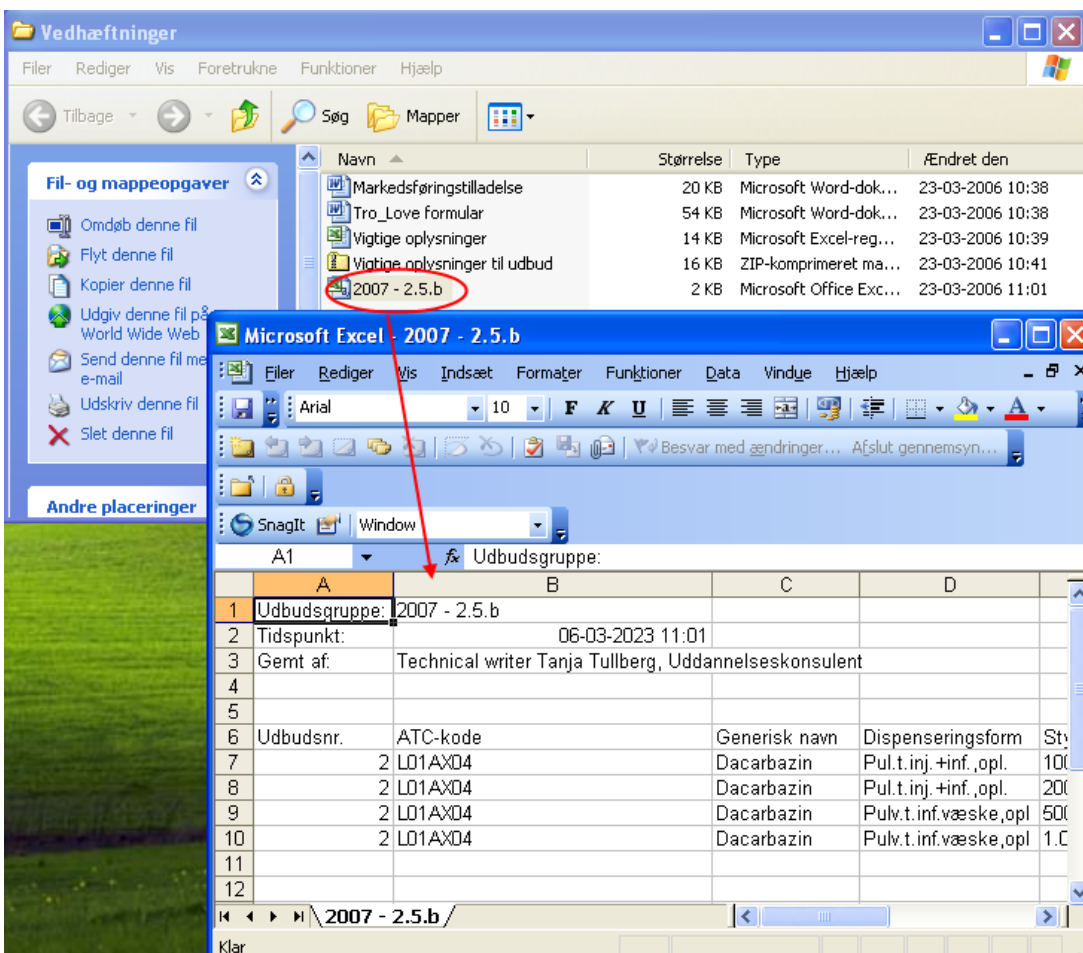 Vedhæftninger
Filer Rediger Vis Foretrukne Funktioner Hjælp
Tilbage Søg Mapper
Navn Størrelse Type Ændret den
Fil- og mappeopgaver
Omdøb denne fil
Flyt denne fil
Kopier denne fil
Udgiv denne fil på
World Wide Web
Send denne fil me
e-mail
Udskriv denne fil
Slet denne fil
Andre placeringer
Markedsføringstilladelse 20 KB Microsoft Word-dok... 23-03-2006 10:38
Tro_Love formular 54 KB Microsoft Word-dok... 23-03-2006 10:38
Vigtige oplysninger 14 KB Microsoft Excel-reg... 23-03-2006 10:39
Vigtige oplysninger til udbud 16 KB ZIP-komprimeret ma... 23-03-2006 10:41
2007 - 2.5.b 2 KB Microsoft Office Exc... 23-03-2006 11:01
Microsoft Excel - 2007 - 2.5.b
Filer Rediger Vis Indsæt Formater Funktioner Data Vindue Hjælp
Arial 10 F K U
Besvar med ændringer... Afslut gennemsyn...
SnagIt Window
A1 fx Udbudsgruppe:
A B C D
1 Udbudsgruppe: 2007 - 2.5.b
2 Tidspunkt: 06-03-2023 11:01
3 Gemt af: Technical writer Tanja Tullberg, Uddannelseskonsulent
4
5
6 Udbudsnr. ATC-kode Generisk navn Dispenseringsform Sty
7 2 L01AX04 Dacarbazin Pul.t.inj.+inf.,opl. 100
8 2 L01AX04 Dacarbazin Pul.t.inj.+inf.,opl. 200
9 2 L01AX04 Dacarbazin Pulv.t.inf.væske,opl 500
10 2 L01AX04 Dacarbazin Pulv.t.inf.væske,opl 1.0
11
12
2007 - 2.5.b
Klar